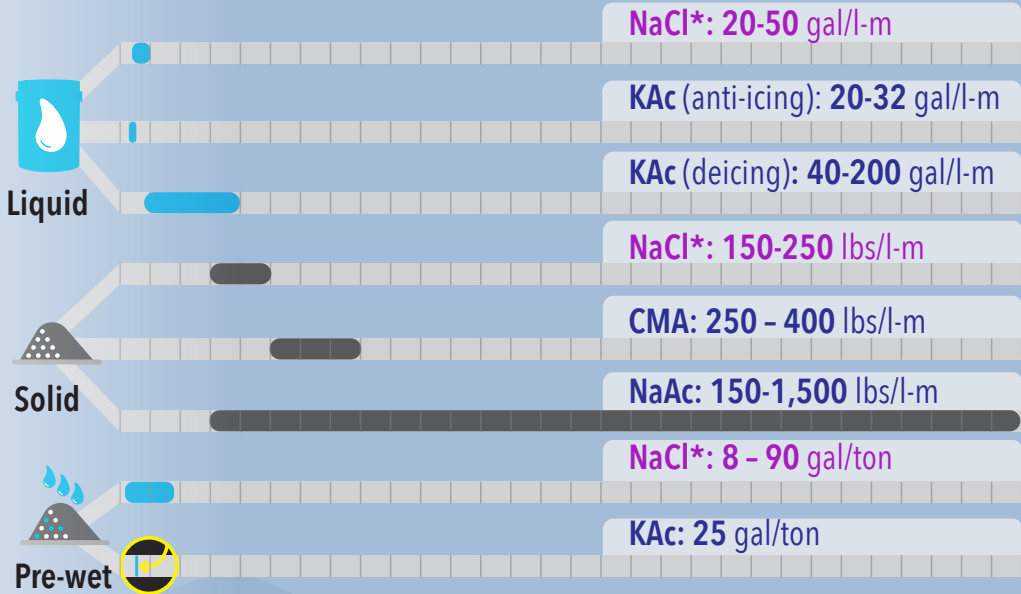 NaCl*: 20-50 gal/l-m
KAc (anti-icing): 20-32 gal/l-m
KAc (deicing): 40-200 gal/l-m
Liquid
NaCl*: 150-250 lbs/l-m
CMA: 250 – 400 lbs/l-m
NaAc: 150-1,500 lbs/l-m
Solid
NaCl*: 8 – 90 gal/ton
KAc: 25 gal/ton
Pre-wet